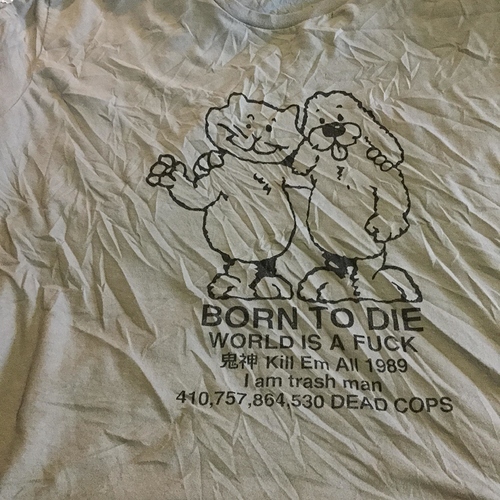 BORN TO DIE
WORLD IS A FUCK
鬼神 Kill Em All 1989
I am trash man
410,757,864,530 DEAD COPS